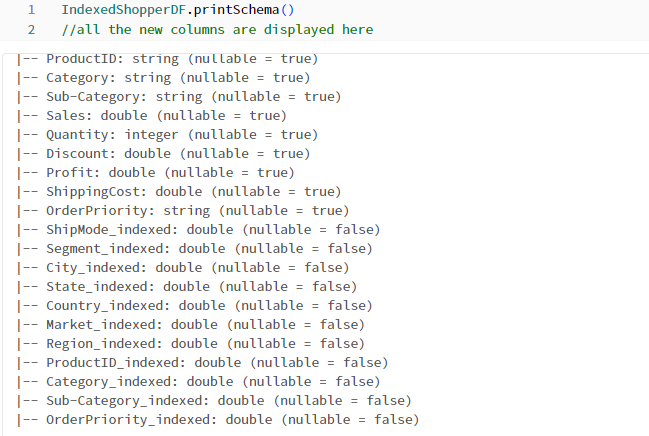 1 IndexedShopperDF.printSchema()
2 //all the new columns are displayed here
|-- ProductID: string (nullable = true)
|-- Category: string (nullable = true)
|-- Sub-Category: string (nullable = true)
|-- Sales: double (nullable = true)
|-- Quantity: integer (nullable = true)
|-- Discount: double (nullable = true)
|-- Profit: double (nullable = true)
|-- ShippingCost: double (nullable = true)
|-- OrderPriority: string (nullable = true)
|-- ShipMode_indexed: double (nullable = false)
|-- Segment_indexed: double (nullable = false)
|-- City_indexed: double (nullable = false)
|-- State_indexed: double (nullable = false)
|-- Country_indexed: double (nullable = false)
|-- Market_indexed: double (nullable = false)
|-- Region_indexed: double (nullable = false)
|-- ProductID_indexed: double (nullable = false)
|-- Category_indexed: double (nullable = false)
|-- Sub-Category_indexed: double (nullable = false)
|-- OrderPriority_indexed: double (nullable = false)